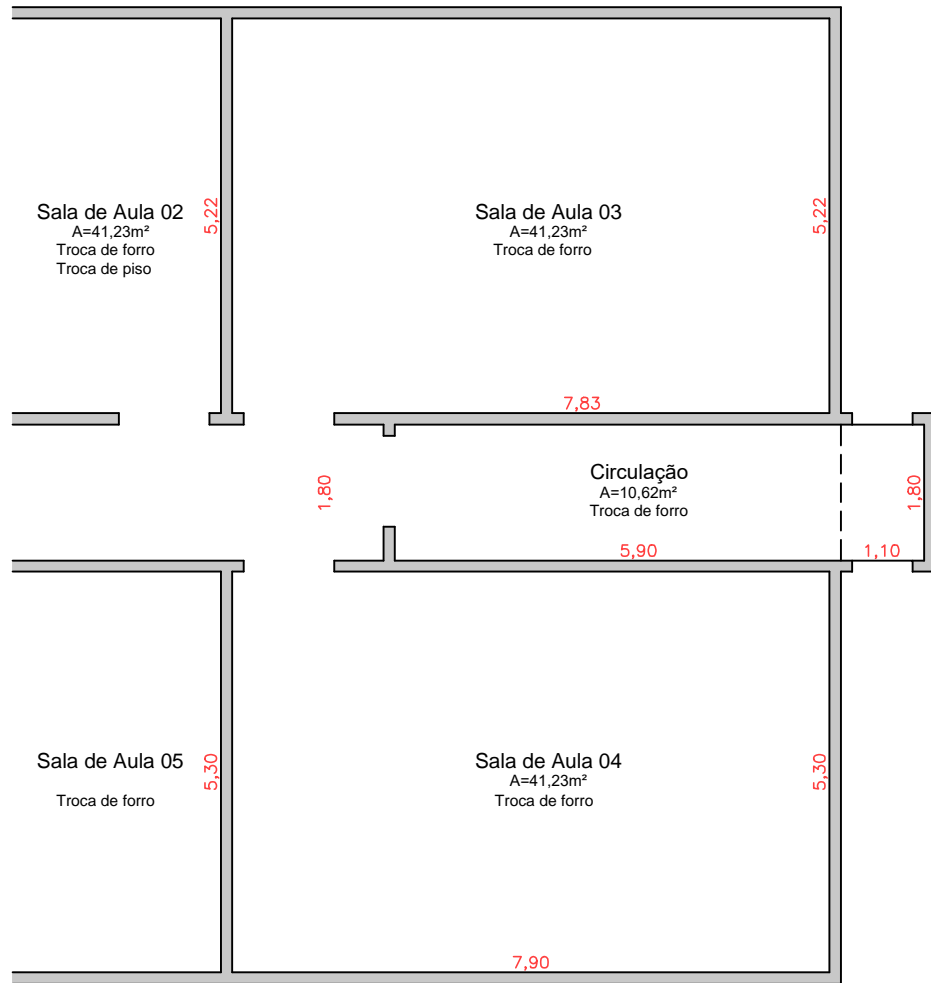 Sala de Aula 02
A=41,23m²
Troca de forro
Troca de piso
5,22
Sala de Aula 03
A=41,23m²
Troca de forro
5,22
7,83
1,80
Circulação
A=10,62m²
Troca de forro
1,80
5,90
1,10
Sala de Aula 05
Troca de forro
5,30
Sala de Aula 04
A=41,23m²
Troca de forro
5,30
7,90